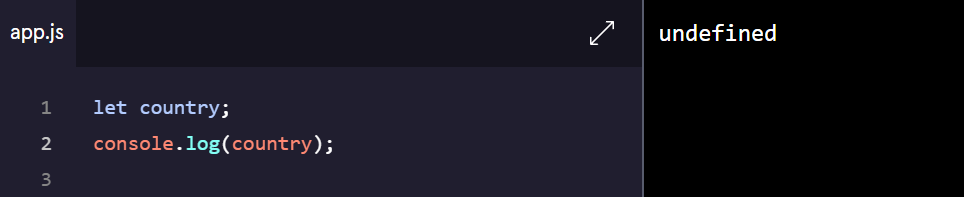 app.js
1 let country;
2 console.log(country);
3
undefined